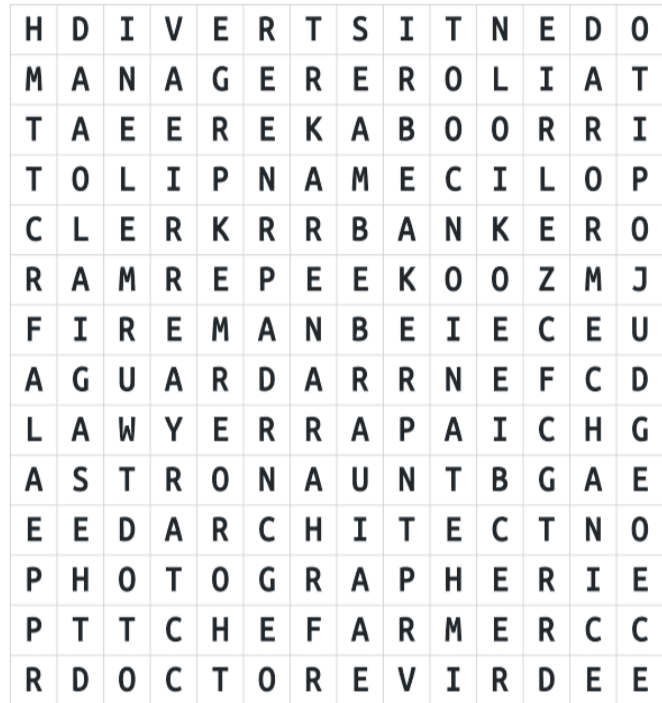 H D I V E R T S I T N E D O
M A N A G E R E R O L I A T
T A E E R E K A B O O R R I
T O L I P N A M E C I L O P
C L E R K R R B A N K E R O
R A M R E P E E K O O Z M J
F I R E M A N B E I E C E U
A G U A R D A R R N E F C D
L A W Y E R R A P A I C H G
A S T R O N A U N T B G A E
E E D A R C H I T E C T N O
P H O T O G R A P H E R I E
P T T C H E F A R M E R C C
R D O C T O R E V I R D E E